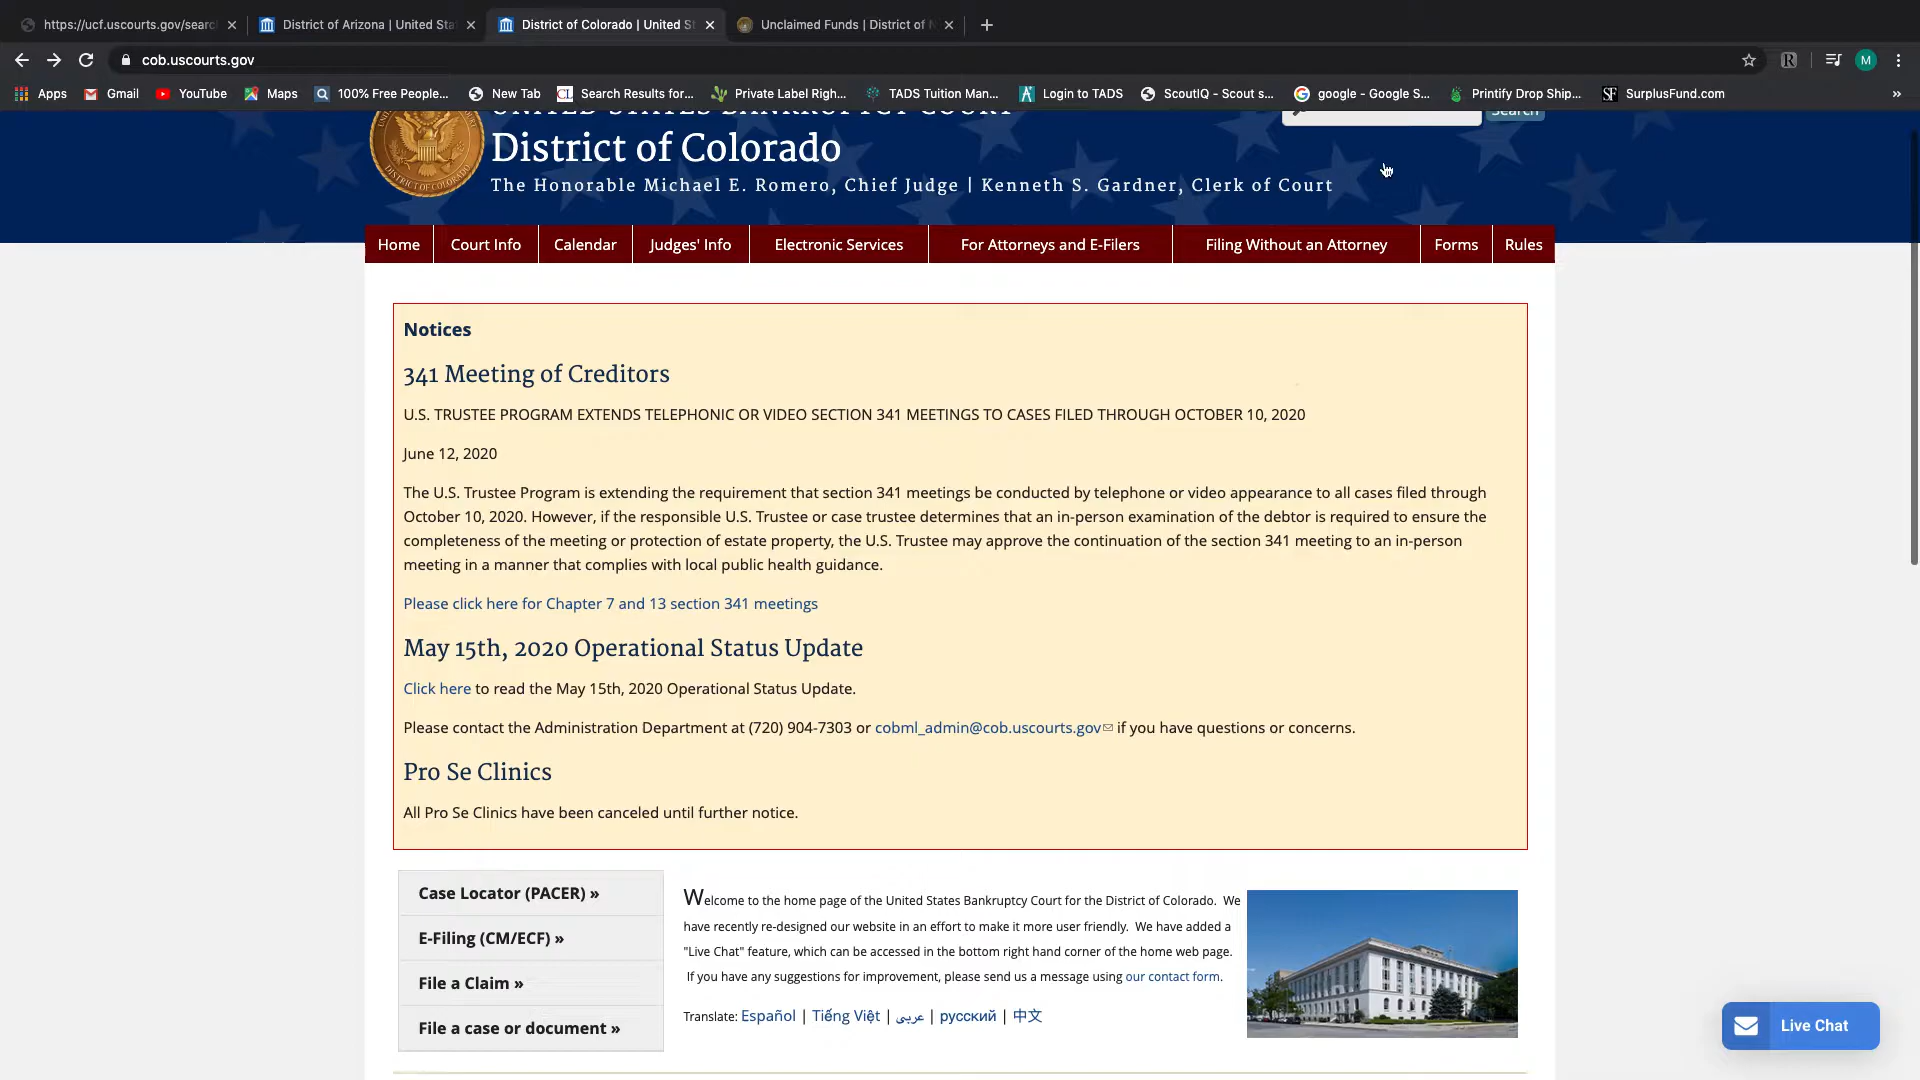 https://ucf.uscourts.gov/searc
District of Arizona | United Sta
District of Colorado | United S
Unclaimed Funds | District of N
cob.uscourts.gov
M
Apps
Gmail
YouTube
Maps
100% Free People...
New Tab
CL Search Results for...
Private Label Righ...
TADS Tuition Man...
Login to TADS
ScoutIQ - Scout s...
google - Google S...
Printify Drop Ship...
SF SurplusFund.com
»
UNITED STATES BANKRUPTCY COURT
Search
District of Colorado
The Honorable Michael E. Romero, Chief Judge | Kenneth S. Gardner, Clerk of Court
Home
Court Info
Calendar
Judges' Info
Electronic Services
For Attorneys and E-Filers
Filing Without an Attorney
Forms
Rules
Notices
341 Meeting of Creditors
U.S. TRUSTEE PROGRAM EXTENDS TELEPHONIC OR VIDEO SECTION 341 MEETINGS TO CASES FILED THROUGH OCTOBER 10, 2020
June 12, 2020
The U.S. Trustee Program is extending the requirement that section 341 meetings be conducted by telephone or video appearance to all cases filed through
October 10, 2020. However, if the responsible U.S. Trustee or case trustee determines that an in-person examination of the debtor is required to ensure the
completeness of the meeting or protection of estate property, the U.S. Trustee may approve the continuation of the section 341 meeting to an in-person
meeting in a manner that complies with local public health guidance.
Please click here for Chapter 7 and 13 section 341 meetings
May 15th, 2020 Operational Status Update
Click here to read the May 15th, 2020 Operational Status Update.
Please contact the Administration Department at (720) 904-7303 or cobml_admin@cob.uscourts.gov if you have questions or concerns.
Pro Se Clinics
All Pro Se Clinics have been canceled until further notice.
Case Locator (PACER) »
E-Filing (CM/ECF) »
File a Claim »
File a case or document »
Welcome to the home page of the United States Bankruptcy Court for the District of Colorado. We
have recently re-designed our website in an effort to make it more user friendly. We have added a
"Live Chat" feature, which can be accessed in the bottom right hand corner of the home web page.
If you have any suggestions for improvement, please send us a message using our contact form.
Translate: Español | Tiếng Việt | عربي | русский | 中文
Live Chat